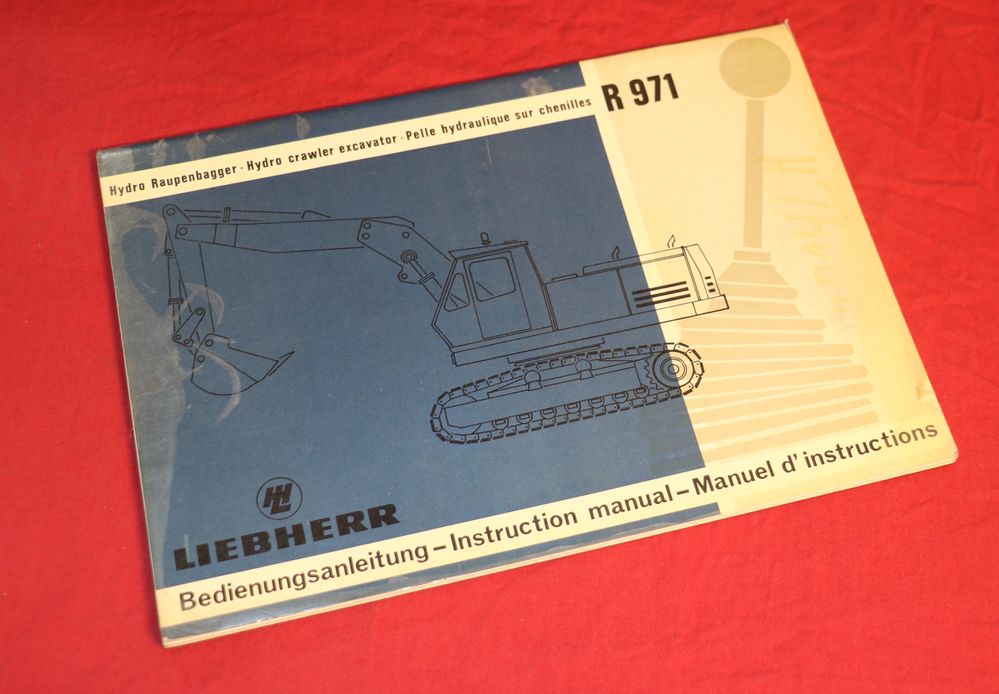 Hydro Raupenbagger · Hydro crawler excavator · Pelle hydraulique sur chenilles
R 971
LIEBHERR
Bedienungsanleitung – Instruction manual – Manuel d'instructions